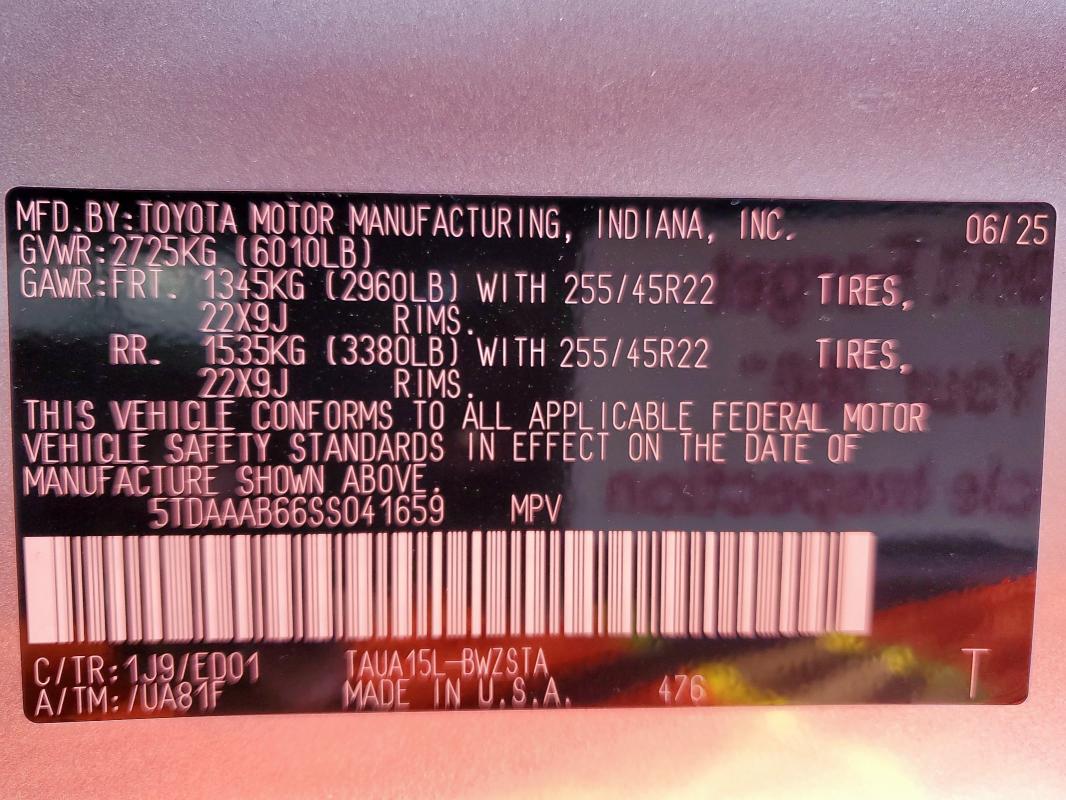 MFD.BY:TOYOTA MOTOR MANUFACTURING, INDIANA, INC. 06/25
GVWR:2725KG (6010LB)
GAWR:FRT. 1345KG (2960LB) WITH 255/45R22 TIRES,
22X9J RIMS.
RR. 1535KG (3380LB) WITH 255/45R22 TIRES,
22X9J RIMS.
THIS VEHICLE CONFORMS TO ALL APPLICABLE FEDERAL MOTOR
VEHICLE SAFETY STANDARDS IN EFFECT ON THE DATE OF
MANUFACTURE SHOWN ABOVE.
5TDAAAB66SS041659 MPV
C/TR:1J9/ED01 TAUA15L-BWZSTA T
A/TM:/UA81F MADE IN U.S.A. 476